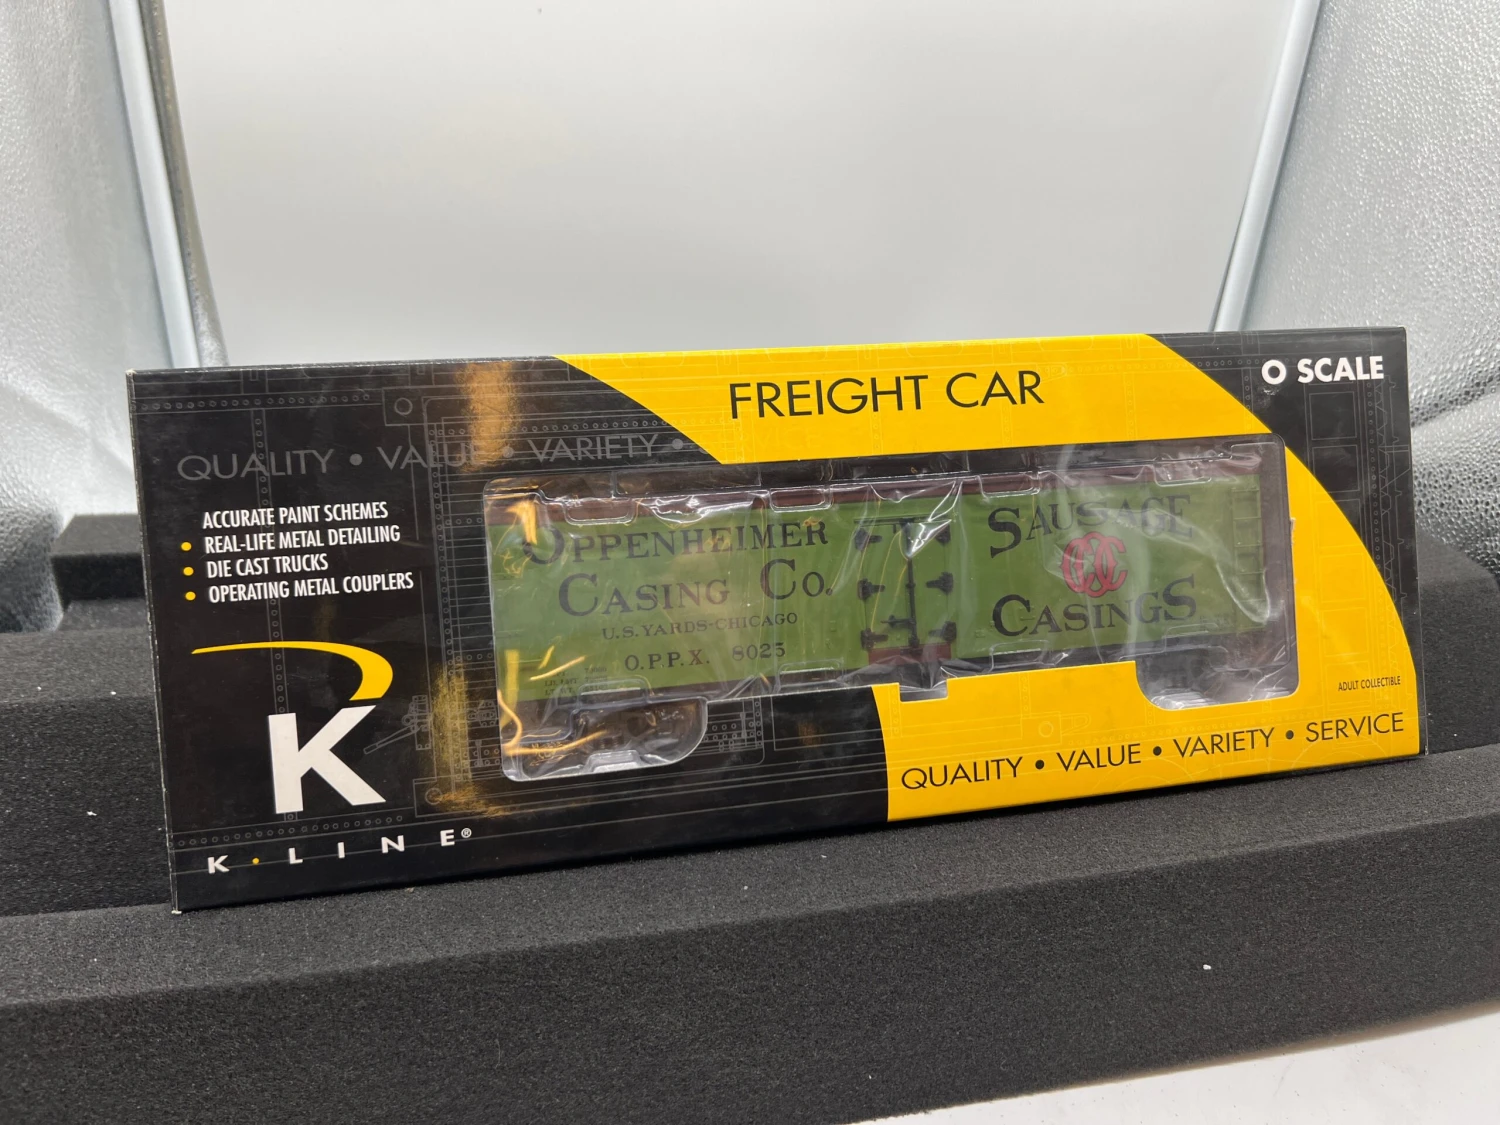 FREIGHT CAR
O SCALE
QUALITY • VALUE • VARIETY •
ACCURATE PAINT SCHEMES
• REAL-LIFE METAL DETAILING
• DIE CAST TRUCKS
• OPERATING METAL COUPLERS
OPPENHEIMER
CASING CO.
U.S. YARDS-CHICAGO
O.P.P.X. 8025
SAUSAGE
CASINGS
K
K·LINE®
ADULT COLLECTIBLE
QUALITY • VALUE • VARIETY • SERVICE